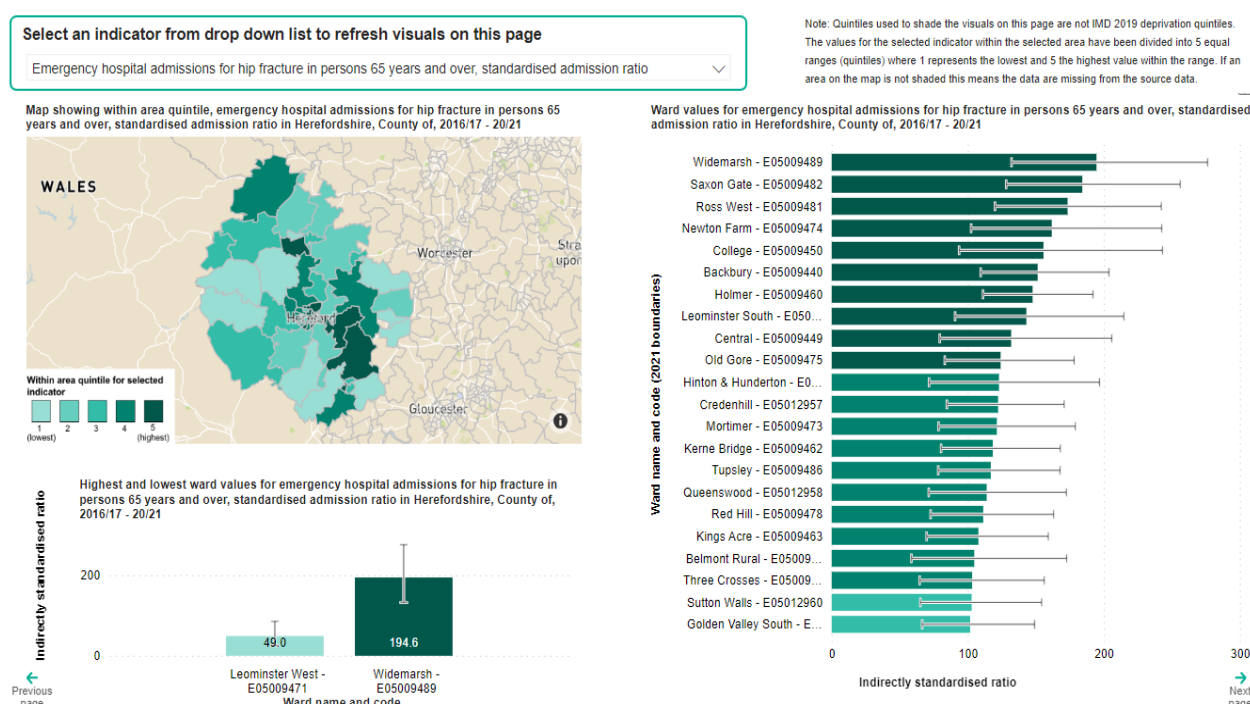 Select an indicator from drop down list to refresh visuals on this page
Emergency hospital admissions for hip fracture in persons 65 years and over, standardised admission ratio
Note: Quintiles used to shade the visuals on this page are not IMD 2019 deprivation quintiles.
The values for the selected indicator within the selected area have been divided into 5 equal
ranges (quintiles) where 1 represents the lowest and 5 the highest value within the range. If an
area on the map is not shaded this means the data are missing from the source data.
Map showing within area quintile, emergency hospital admissions for hip fracture in persons 65
years and over, standardised admission ratio in Herefordshire, County of, 2016/17 - 20/21
WALES
Worcester
Stra
upon
Hereford
Gloucester
Within area quintile for selected
indicator
1 2 3 4 5
(lowest) (highest)
Highest and lowest ward values for emergency hospital admissions for hip fracture in
persons 65 years and over, standardised admission ratio in Herefordshire, County of,
2016/17 - 20/21
Indirectly standardised ratio
200
0
49.0
194.6
Leominster West -
E05009471
Widemarsh -
E05009489
Ward name and code
Previous
page
Ward values for emergency hospital admissions for hip fracture in persons 65 years and over, standardised
admission ratio in Herefordshire, County of, 2016/17 - 20/21
Ward name and code (2021 boundaries)
Widemarsh - E05009489
Saxon Gate - E05009482
Ross West - E05009481
Newton Farm - E05009474
College - E05009450
Backbury - E05009440
Holmer - E05009460
Leominster South - E050...
Central - E05009449
Old Gore - E05009475
Hinton & Hunderton - E0...
Credenhill - E05012957
Mortimer - E05009473
Kerne Bridge - E05009462
Tupsley - E05009486
Queenswood - E05012958
Red Hill - E05009478
Kings Acre - E05009463
Belmont Rural - E05009...
Three Crosses - E05009...
Sutton Walls - E05012960
Golden Valley South - E...
0 100 200 300
Indirectly standardised ratio
Next
page